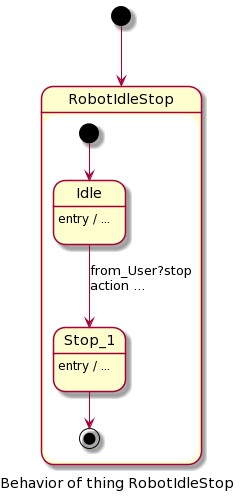 RobotIdleStop
Idle
entry / ...
from_User?stop
action ...
Stop_1
entry / ...
Behavior of thing RobotIdleStop